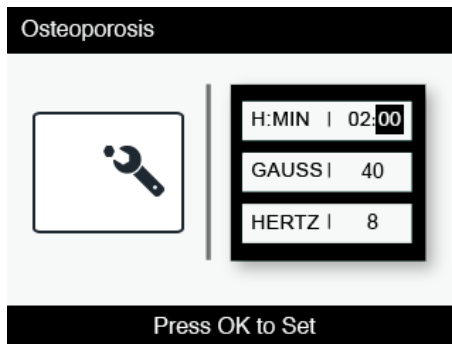 Osteoporosis
H:MIN | 02:00
GAUSS | 40
HERTZ | 8
Press OK to Set